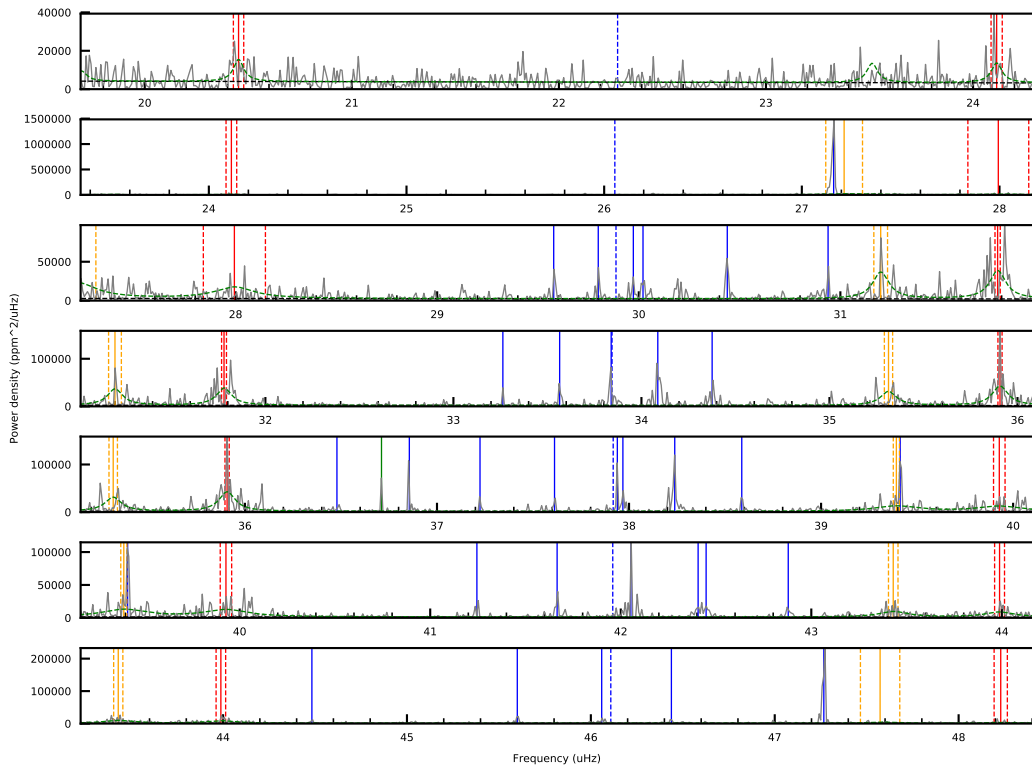 40000
20000
0
20 21 22 23 24
1500000
1000000
500000
0
24 25 26 27 28
50000
0
28 29 30 31
100000
0
32 33 34 35 36
100000
0
36 37 38 39 40
100000
50000
0
40 41 42 43 44
200000
100000
0
44 45 46 47 48
Power density (ppm^2/uHz)
Frequency (uHz)